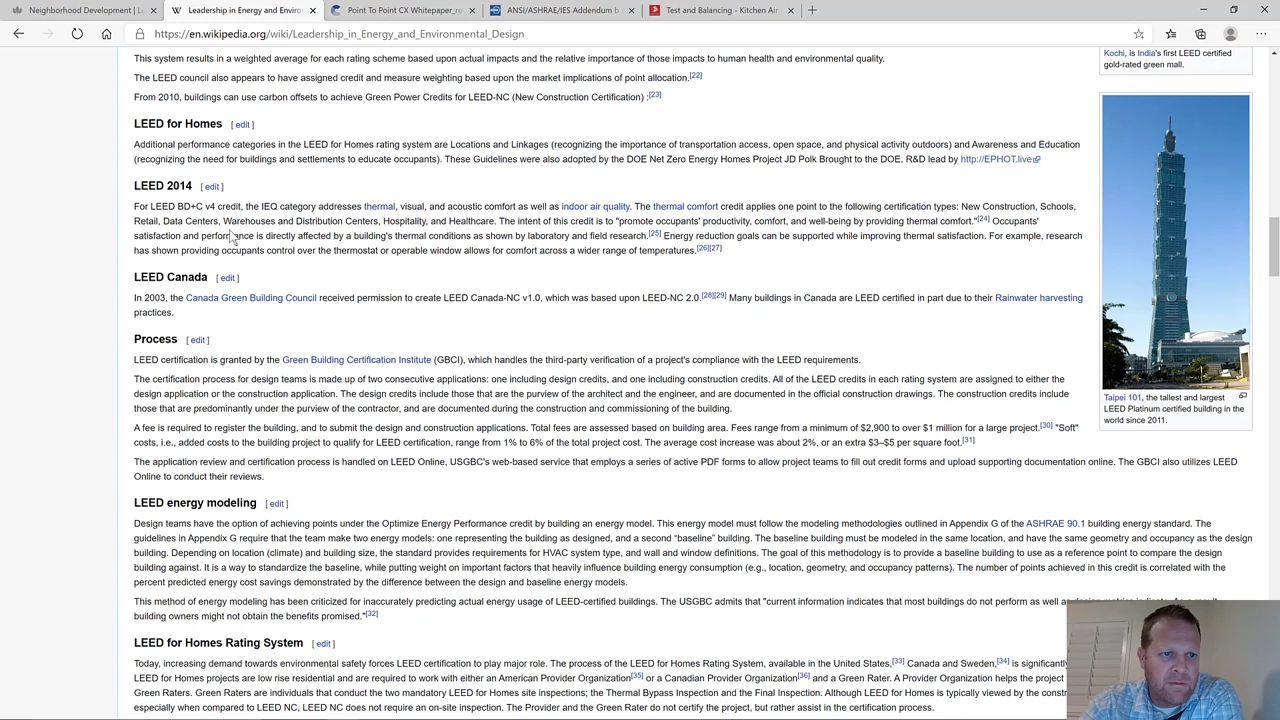 Neighborhood Development | L
Leadership in Energy and Enviro
Point To Point CX Whitepaper_re
ANSI/ASHRAE/IES Addendum b
Test and Balancing - Kitchen Air
https://en.wikipedia.org/wiki/Leadership_in_Energy_and_Environmental_Design
This system results in a weighted average for each rating scheme based upon actual impacts and the relative importance of those impacts to human health and environmental quality.
The LEED council also appears to have assigned credit and measure weighting based upon the market implications of point allocation.[22]
From 2010, buildings can use carbon offsets to achieve Green Power Credits for LEED-NC (New Construction Certification) :[23]
LEED for Homes [ edit ]
Additional performance categories in the LEED for Homes rating system are Locations and Linkages (recognizing the importance of transportation access, open space, and physical activity outdoors) and Awareness and Education
(recognizing the need for buildings and settlements to educate occupants). These Guidelines were also adopted by the DOE Net Zero Energy Homes Project JD Polk Brought to the DOE. R&D lead by http://EPHOT.live
LEED 2014 [ edit ]
For LEED BD+C v4 credit, the IEQ category addresses thermal, visual, and acoustic comfort as well as indoor air quality. The thermal comfort credit applies one point to the following certification types: New Construction, Schools,
Retail, Data Centers, Warehouses and Distribution Centers, Hospitality, and Healthcare. The intent of this credit is to "promote occupants' productivity, comfort, and well-being by providing thermal comfort."[24] Occupants'
satisfaction and performance is directly affected by a building's thermal conditions as shown by laboratory and field research.[25] Energy reduction goals can be supported while improving thermal satisfaction. For example, research
has shown providing occupants control over the thermostat or operable window allows for comfort across a wider range of temperatures.[26][27]
LEED Canada [ edit ]
In 2003, the Canada Green Building Council received permission to create LEED Canada-NC v1.0, which was based upon LEED-NC 2.0.[28][29] Many buildings in Canada are LEED certified in part due to their Rainwater harvesting
practices.
Process [ edit ]
LEED certification is granted by the Green Building Certification Institute (GBCI), which handles the third-party verification of a project's compliance with the LEED requirements.
The certification process for design teams is made up of two consecutive applications: one including design credits, and one including construction credits. All of the LEED credits in each rating system are assigned to either the
design application or the construction application. The design credits include those that are the purview of the architect and the engineer, and are documented in the official construction drawings. The construction credits include
those that are predominantly under the purview of the contractor, and are documented during the construction and commissioning of the building.
A fee is required to register the building, and to submit the design and construction applications. Total fees are assessed based on building area. Fees range from a minimum of $2,900 to over $1 million for a large project.[30] "Soft"
costs, i.e., added costs to the building project to qualify for LEED certification, range from 1% to 6% of the total project cost. The average cost increase was about 2%, or an extra $3–$5 per square foot.[31]
The application review and certification process is handled on LEED Online, USGBC's web-based service that employs a series of active PDF forms to allow project teams to fill out credit forms and upload supporting documentation online. The GBCI also utilizes LEED
Online to conduct their reviews.
LEED energy modeling [ edit ]
Design teams have the option of achieving points under the Optimize Energy Performance credit by building an energy model. This energy model must follow the modeling methodologies outlined in Appendix G of the ASHRAE 90.1 building energy standard. The
guidelines in Appendix G require that the team make two energy models: one representing the building as designed, and a second “baseline” building. The baseline building must be modeled in the same location, and have the same geometry and occupancy as the design
building. Depending on location (climate) and building size, the standard provides requirements for HVAC system type, and wall and window definitions. The goal of this methodology is to provide a baseline building to use as a reference point to compare the design
building against. It is a way to standardize the baseline, while putting weight on important factors that heavily influence building energy consumption (e.g., location, geometry, and occupancy patterns). The number of points achieved in this credit is correlated with the
percent predicted energy cost savings demonstrated by the difference between the design and baseline energy models.
This method of energy modeling has been criticized for inaccurately predicting actual energy usage of LEED-certified buildings. The USGBC admits that "current information indicates that most buildings do not perform as well as
building owners might not obtain the benefits promised."[32]
LEED for Homes Rating System [ edit ]
Today, increasing demand towards environmental safety forces LEED certification to play major role. The process of the LEED for Homes Rating System, available in the United States,[33] Canada and Sweden,[34] is significantly
LEED for Homes projects are low rise residential and are required to work with either an American Provider Organization[35] or a Canadian Provider Organization[36] and a Green Rater. A Provider Organization helps the project
Green Raters. Green Raters are individuals that conduct the two mandatory LEED for Homes site inspections; the Thermal Bypass Inspection and the Final Inspection. Although LEED for Homes is typically viewed by the constr
especially when compared to LEED NC, LEED NC does not require an on-site inspection. The Provider and the Green Rater do not certify the project, but rather assist in the certification process.
Kochi, is India's first LEED certified
gold-rated green mall.
Taipei 101, the tallest and largest
LEED Platinum certified building in the
world since 2011.